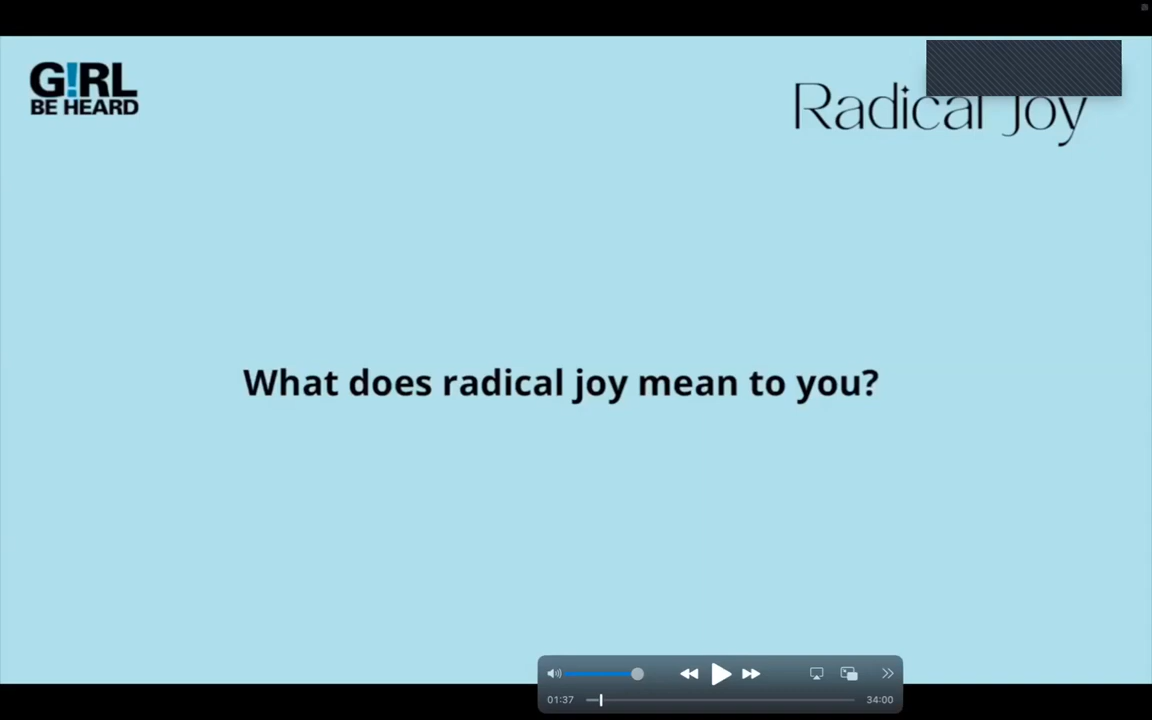 G!RL
BE HEARD
Radical Joy
What does radical joy mean to you?
01:37
34:00